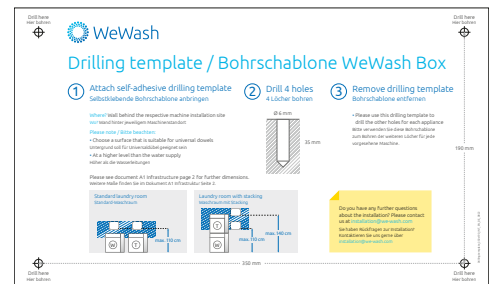 Drill here
Hier bohren
Drill here
Hier bohren
WeWash
Drilling template / Bohrschablone WeWash Box
1 Attach self-adhesive drilling template
Selbstklebende Bohrschablone anbringen
Where? Wall behind the respective machine installation site
Wo? Wand hinter jeweiligem Maschinenstandort
Please note / Bitte beachten:
• Choose a surface that is suitable for universal dowels
Untergrund soll für Universaldübel geeignet sein
• At a higher level than the water supply
Höher als die Wasserleitungen
Please see document A1 Infrastructure page 2 for further dimensions.
Weitere Maße finden Sie im Dokument A1 Infrastruktur Seite 2.
Standard laundry room
Standard-Waschraum
T
W
W
max. 110 cm
Laundry room with stacking
Waschraum mit Stacking
T
W
T
W
max. 110 cm
max. 145 cm
2 Drill 4 holes
4 Löcher bohren
Ø 6 mm
35 mm
3 Remove drilling template
Bohrschablone entfernen
• Please use this drilling template to
drill the other holes for each appliance
Bitte verwenden Sie diese Bohrschablone
zum Bohren der weiteren Löcher für jede
vorgesehene Maschine.
Do you have any further questions
about the installation? Please contact
us at installation@we-wash.com
Sie haben Rückfragen zur Installation?
Kontaktieren Sie uns gerne über
installation@we-wash.com
190 mm
350 mm
Drill here
Hier bohren
Drill here
Hier bohren